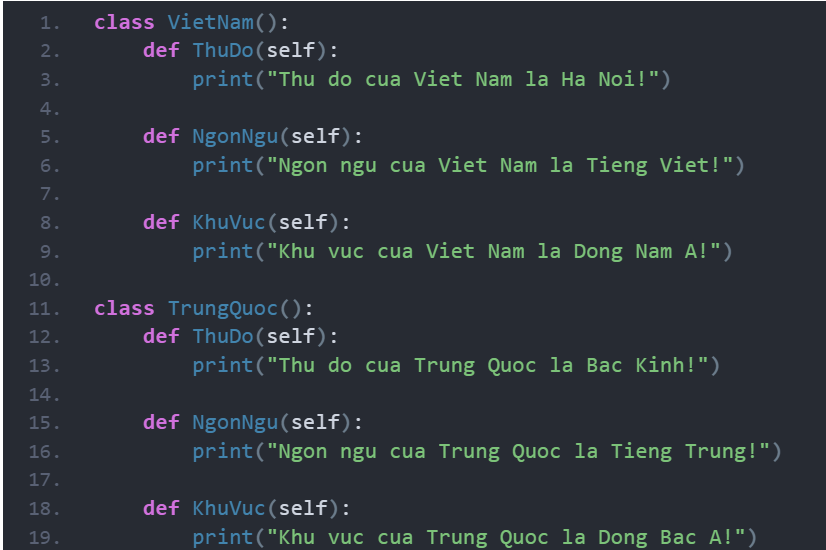 1. class VietNam():
2.     def ThuDo(self):
3.         print("Thu do cua Viet Nam la Ha Noi!")
4.
5.     def NgonNgu(self):
6.         print("Ngon ngu cua Viet Nam la Tieng Viet!")
7.
8.     def KhuVuc(self):
9.         print("Khu vuc cua Viet Nam la Dong Nam A!")
10.
11. class TrungQuoc():
12.     def ThuDo(self):
13.         print("Thu do cua Trung Quoc la Bac Kinh!")
14.
15.     def NgonNgu(self):
16.         print("Ngon ngu cua Trung Quoc la Tieng Trung!")
17.
18.     def KhuVuc(self):
19.         print("Khu vuc cua Trung Quoc la Dong Bac A!")